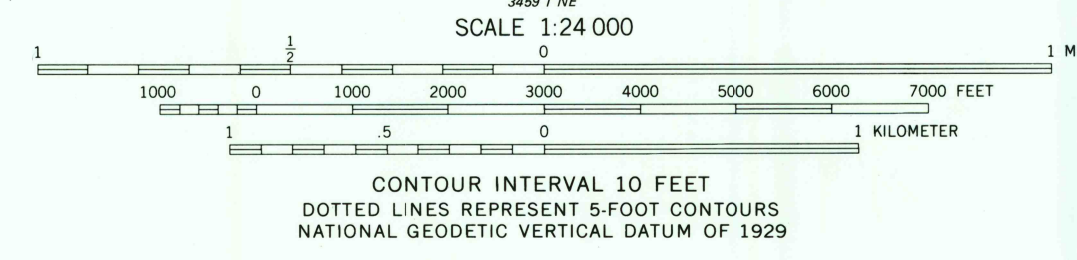 3459 I NE
SCALE 1:24 000
1 1/2 0 1 M
1000 0 1000 2000 3000 4000 5000 6000 7000 FEET
1 .5 0 1 KILOMETER
CONTOUR INTERVAL 10 FEET
DOTTED LINES REPRESENT 5-FOOT CONTOURS
NATIONAL GEODETIC VERTICAL DATUM OF 1929